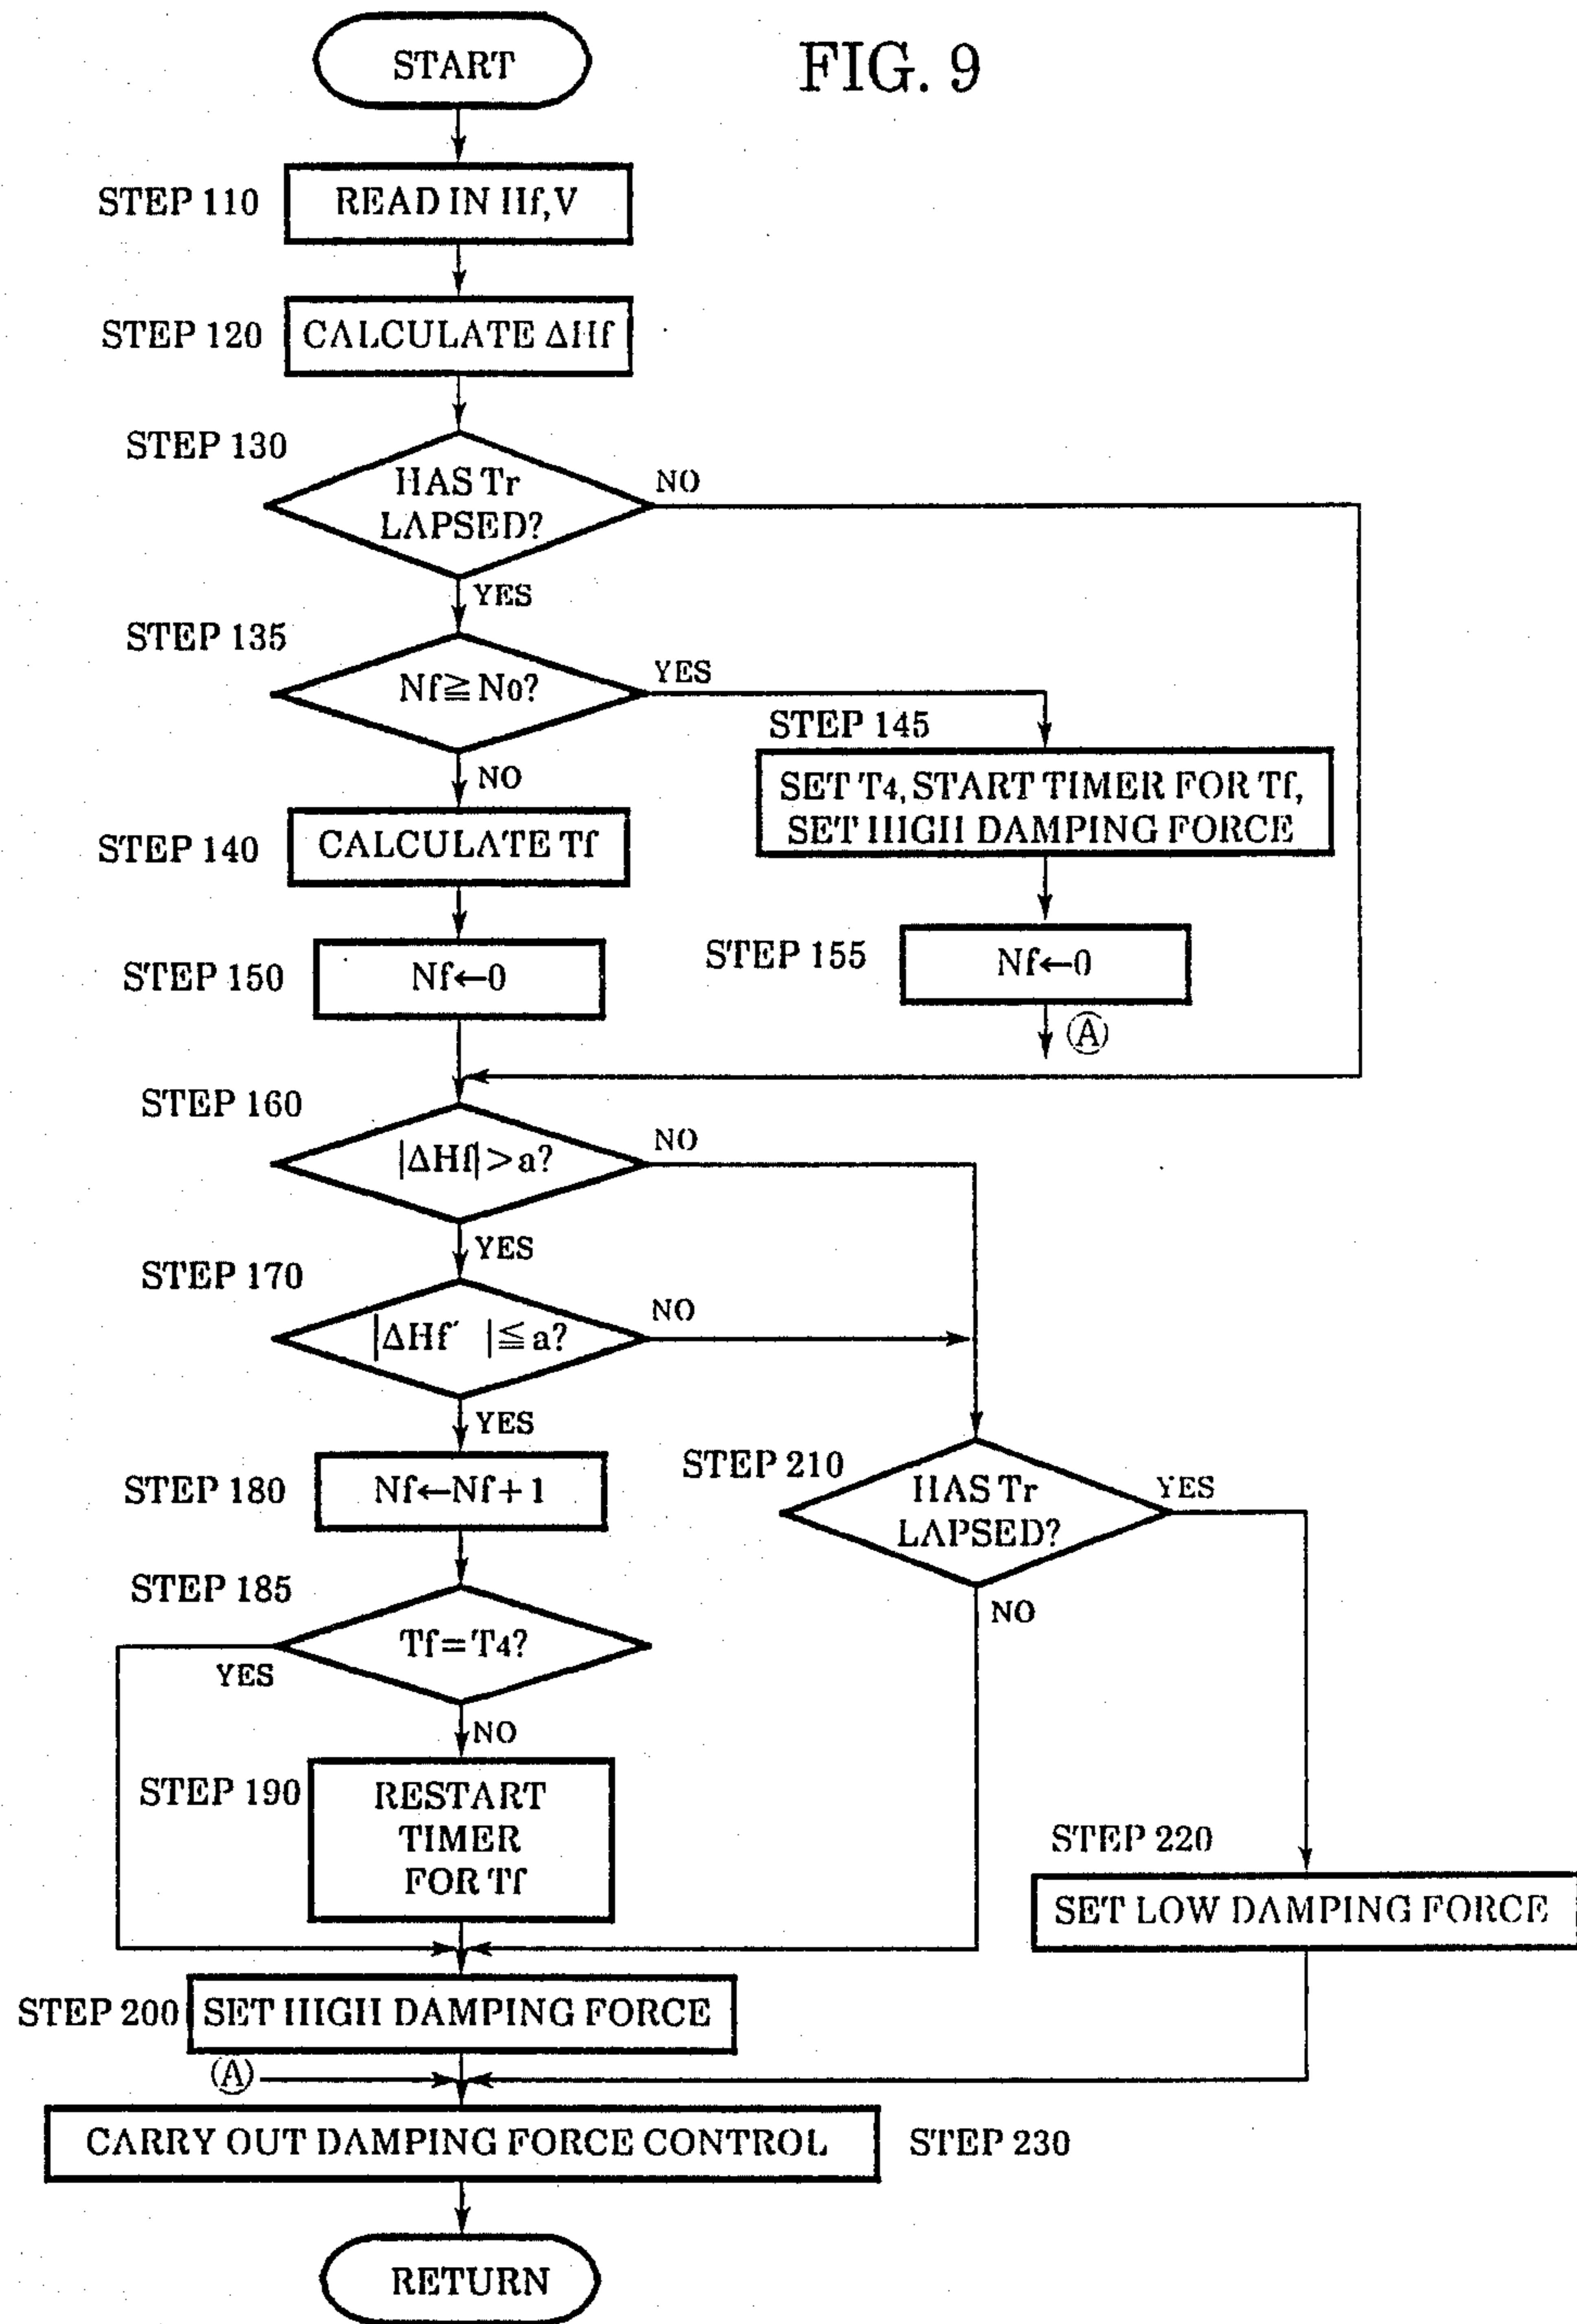 FIG. 9
START
STEP 110
READ IN Hf, V
STEP 120
CALCULATE ΔHf
STEP 130
HAS Tf
LAPSED?
NO
YES
STEP 135
Nf≧N0?
YES
NO
STEP 145
SET T4, START TIMER FOR Tf,
SET HIGH DAMPING FORCE
STEP 140
CALCULATE Tf
STEP 155
Nf←0
Ⓐ
STEP 150
Nf←0
STEP 160
|ΔHf|>a?
NO
YES
STEP 170
|ΔHf´ |≦a?
NO
YES
STEP 180
Nf←Nf+1
STEP 210
HAS Tf
LAPSED?
YES
NO
STEP 185
Tf=T4?
YES
NO
STEP 190
RESTART
TIMER
FOR Tf
STEP 220
SET LOW DAMPING FORCE
STEP 200
SET HIGH DAMPING FORCE
Ⓐ
CARRY OUT DAMPING FORCE CONTROL
STEP 230
RETURN